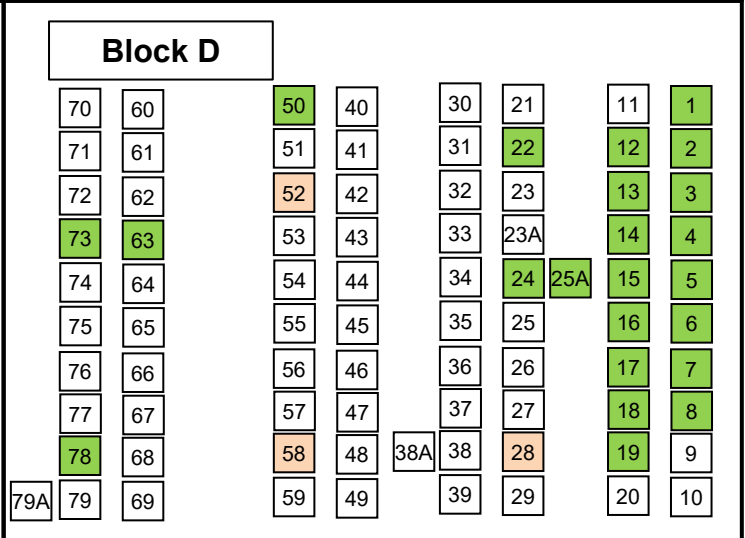 Block D
70 60 50 40 30 21 11 1
71 61 51 41 31 22 12 2
72 62 52 42 32 23 13 3
73 63 53 43 33 23A 14 4
74 64 54 44 34 24 25A 15 5
75 65 55 45 35 25 16 6
76 66 56 46 36 26 17 7
77 67 57 47 37 27 18 8
78 68 58 48 38A 38 28 19 9
79A 79 69 59 49 39 29 20 10